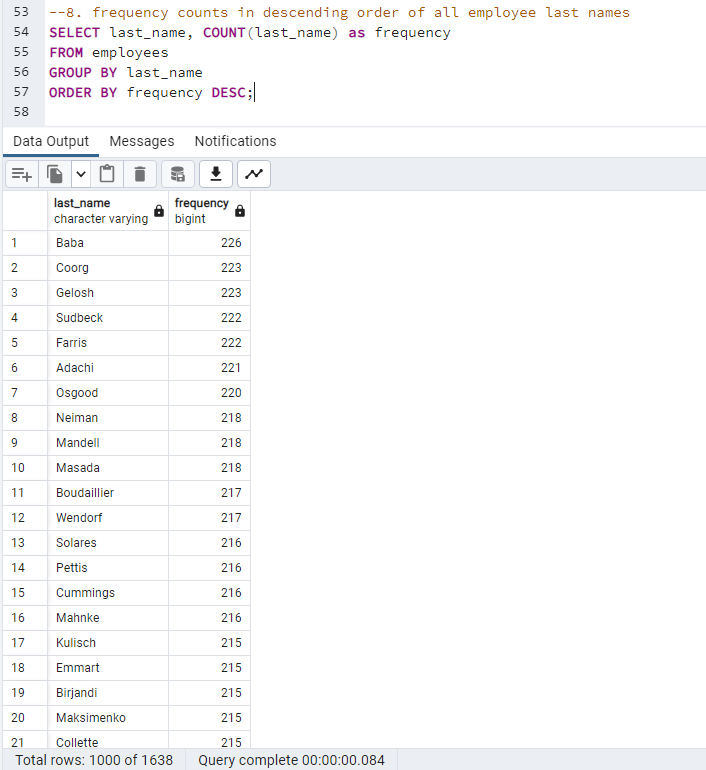 53 --8. frequency counts in descending order of all employee last names
54 SELECT last_name, COUNT(last_name) as frequency
55 FROM employees
56 GROUP BY last_name
57 ORDER BY frequency DESC;
58
Data Output Messages Notifications
last_name frequency
character varying bigint
1 Baba 226
2 Coorg 223
3 Gelosh 223
4 Sudbeck 222
5 Farris 222
6 Adachi 221
7 Osgood 220
8 Neiman 218
9 Mandell 218
10 Masada 218
11 Boudaillier 217
12 Wendorf 217
13 Solares 216
14 Pettis 216
15 Cummings 216
16 Mahnke 216
17 Kulisch 215
18 Emmart 215
19 Birjandi 215
20 Maksimenko 215
21 Collette 215
Total rows: 1000 of 1638 Query complete 00:00:00.084